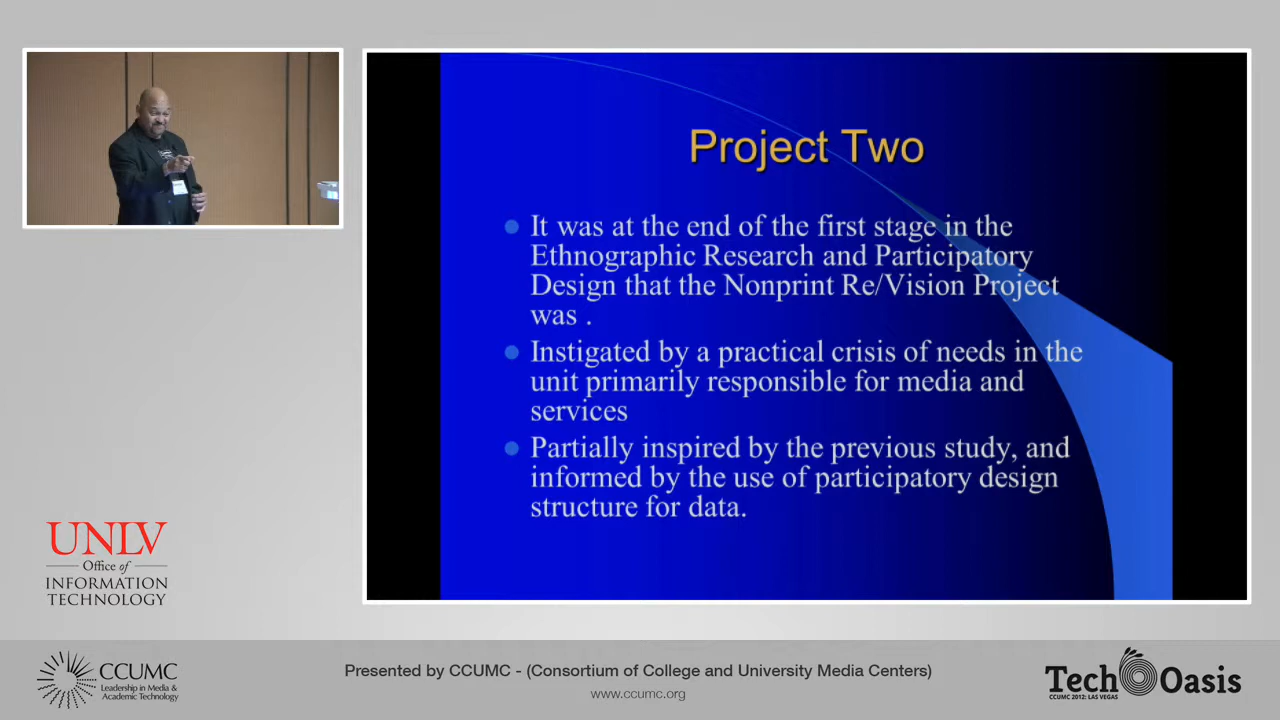 Project Two
It was at the end of the first stage in the
Ethnographic Research and Participatory
Design that the Nonprint Re/Vision Project
was .
Instigated by a practical crisis of needs in the
unit primarily responsible for media and
services
Partially inspired by the previous study, and
informed by the use of participatory design
structure for data.
UNLV
Office of
INFORMATION
TECHNOLOGY
CCUMC
Leadership in Media &
Academic Technology
Presented by CCUMC - (Consortium of College and University Media Centers)
www.ccumc.org
Tech Oasis
CCUMC 2012: LAS VEGAS